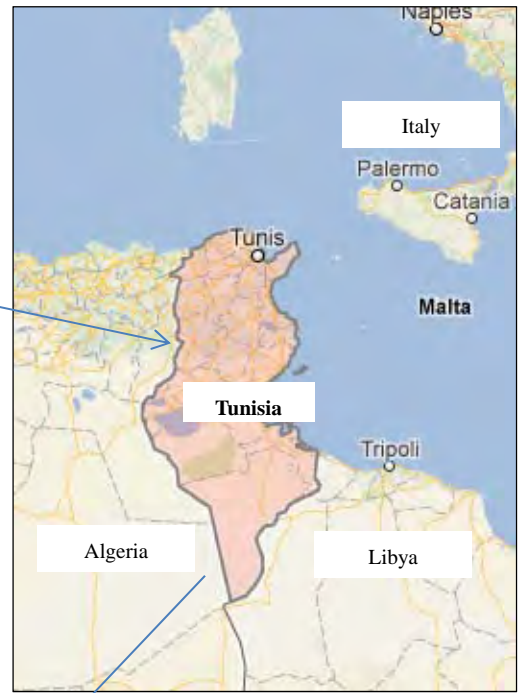 Naples
Italy
Palermo
Catania
Tunis
Malta
Tunisia
Tripoli
Algeria
Libya